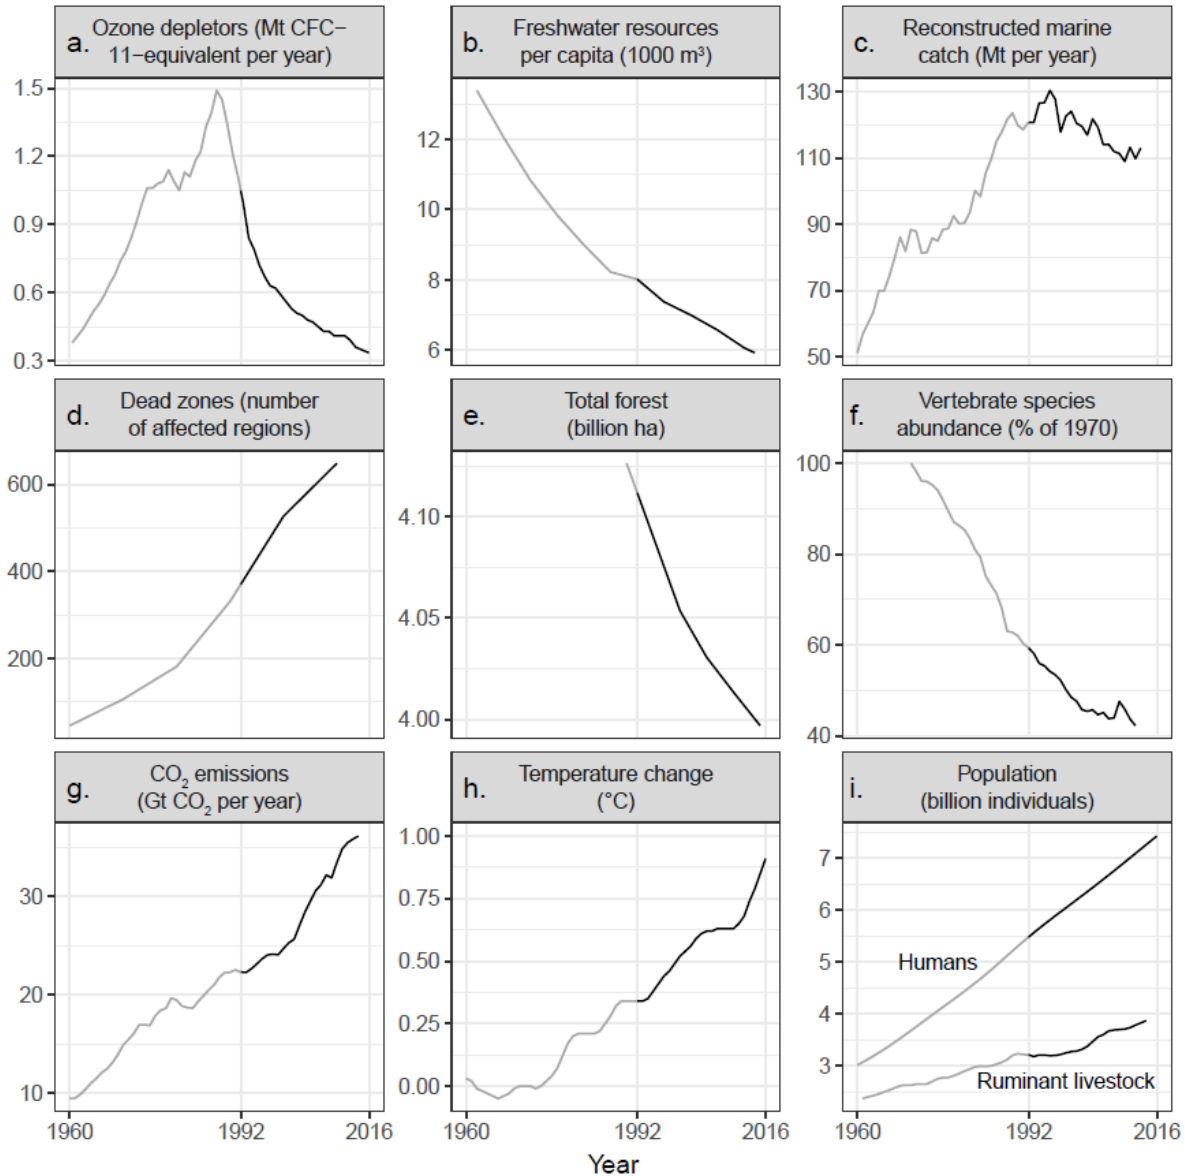 a. Ozone depletors (Mt CFC−
11−equivalent per year)
b. Freshwater resources
per capita (1000 m³)
c. Reconstructed marine
catch (Mt per year)
1.5
1.2
0.9
0.6
0.3
12
10
8
6
130
110
90
70
50
d. Dead zones (number
of affected regions)
e. Total forest
(billion ha)
f. Vertebrate species
abundance (% of 1970)
600
400
200
4.10
4.05
4.00
100
80
60
40
g. CO₂ emissions
(Gt CO₂ per year)
h. Temperature change
(°C)
i. Population
(billion individuals)
30
20
10
1.00
0.75
0.50
0.25
0.00
7
6
5
4
3
Humans
Ruminant livestock
1960 1992 2016
1960 1992 2016
1960 1992 2016
Year